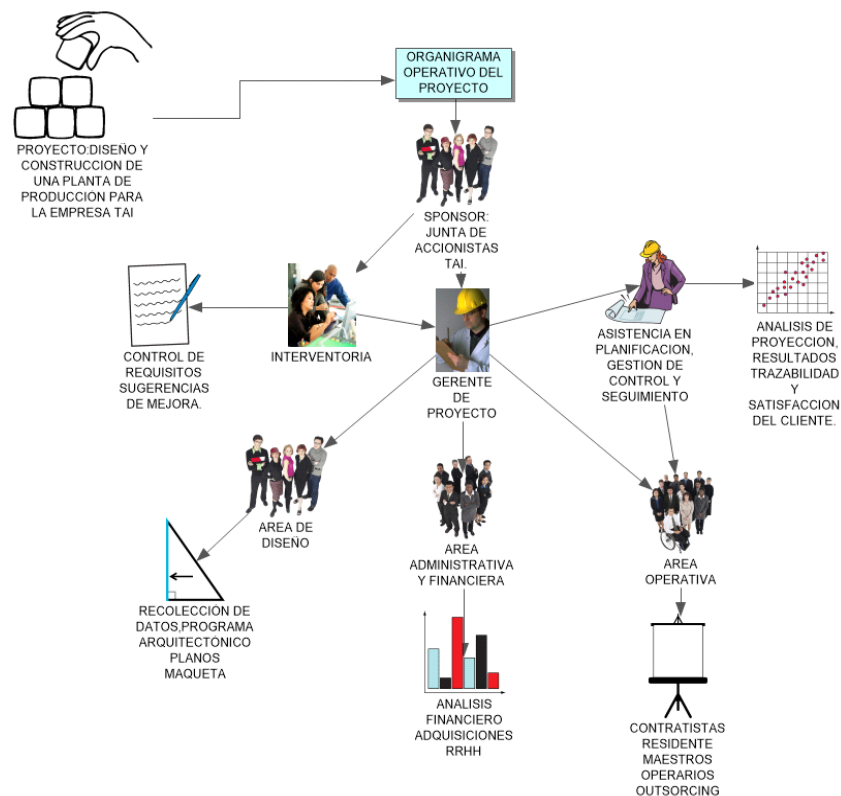 ORGANIGRAMA
OPERATIVO DEL
PROYECTO
PROYECTO:DISEÑO Y
CONSTRUCCION DE
UNA PLANTA DE
PRODUCCIÓN PARA
LA EMPRESA TAI
SPONSOR:
JUNTA DE
ACCIONISTAS
TAI.
CONTROL DE
REQUISITOS
SUGERENCIAS
DE MEJORA.
INTERVENTORIA
GERENTE
DE
PROYECTO
ASISTENCIA EN
PLANIFICACION,
GESTION DE
CONTROL Y
SEGUIMIENTO
ANALISIS DE
PROYECCION,
RESULTADOS
TRAZABILIDAD
Y
SATISFACCION
DEL CLIENTE.
AREA DE
DISEÑO
AREA
ADMINISTRATIVA
Y FINANCIERA
AREA
OPERATIVA
RECOLECCIÓN DE
DATOS,PROGRAMA
ARQUITECTÓNICO
PLANOS
MAQUETA
ANALISIS
FINANCIERO
ADQUISICIONES
RRHH
CONTRATISTAS
RESIDENTE
MAESTROS
OPERARIOS
OUTSORCING